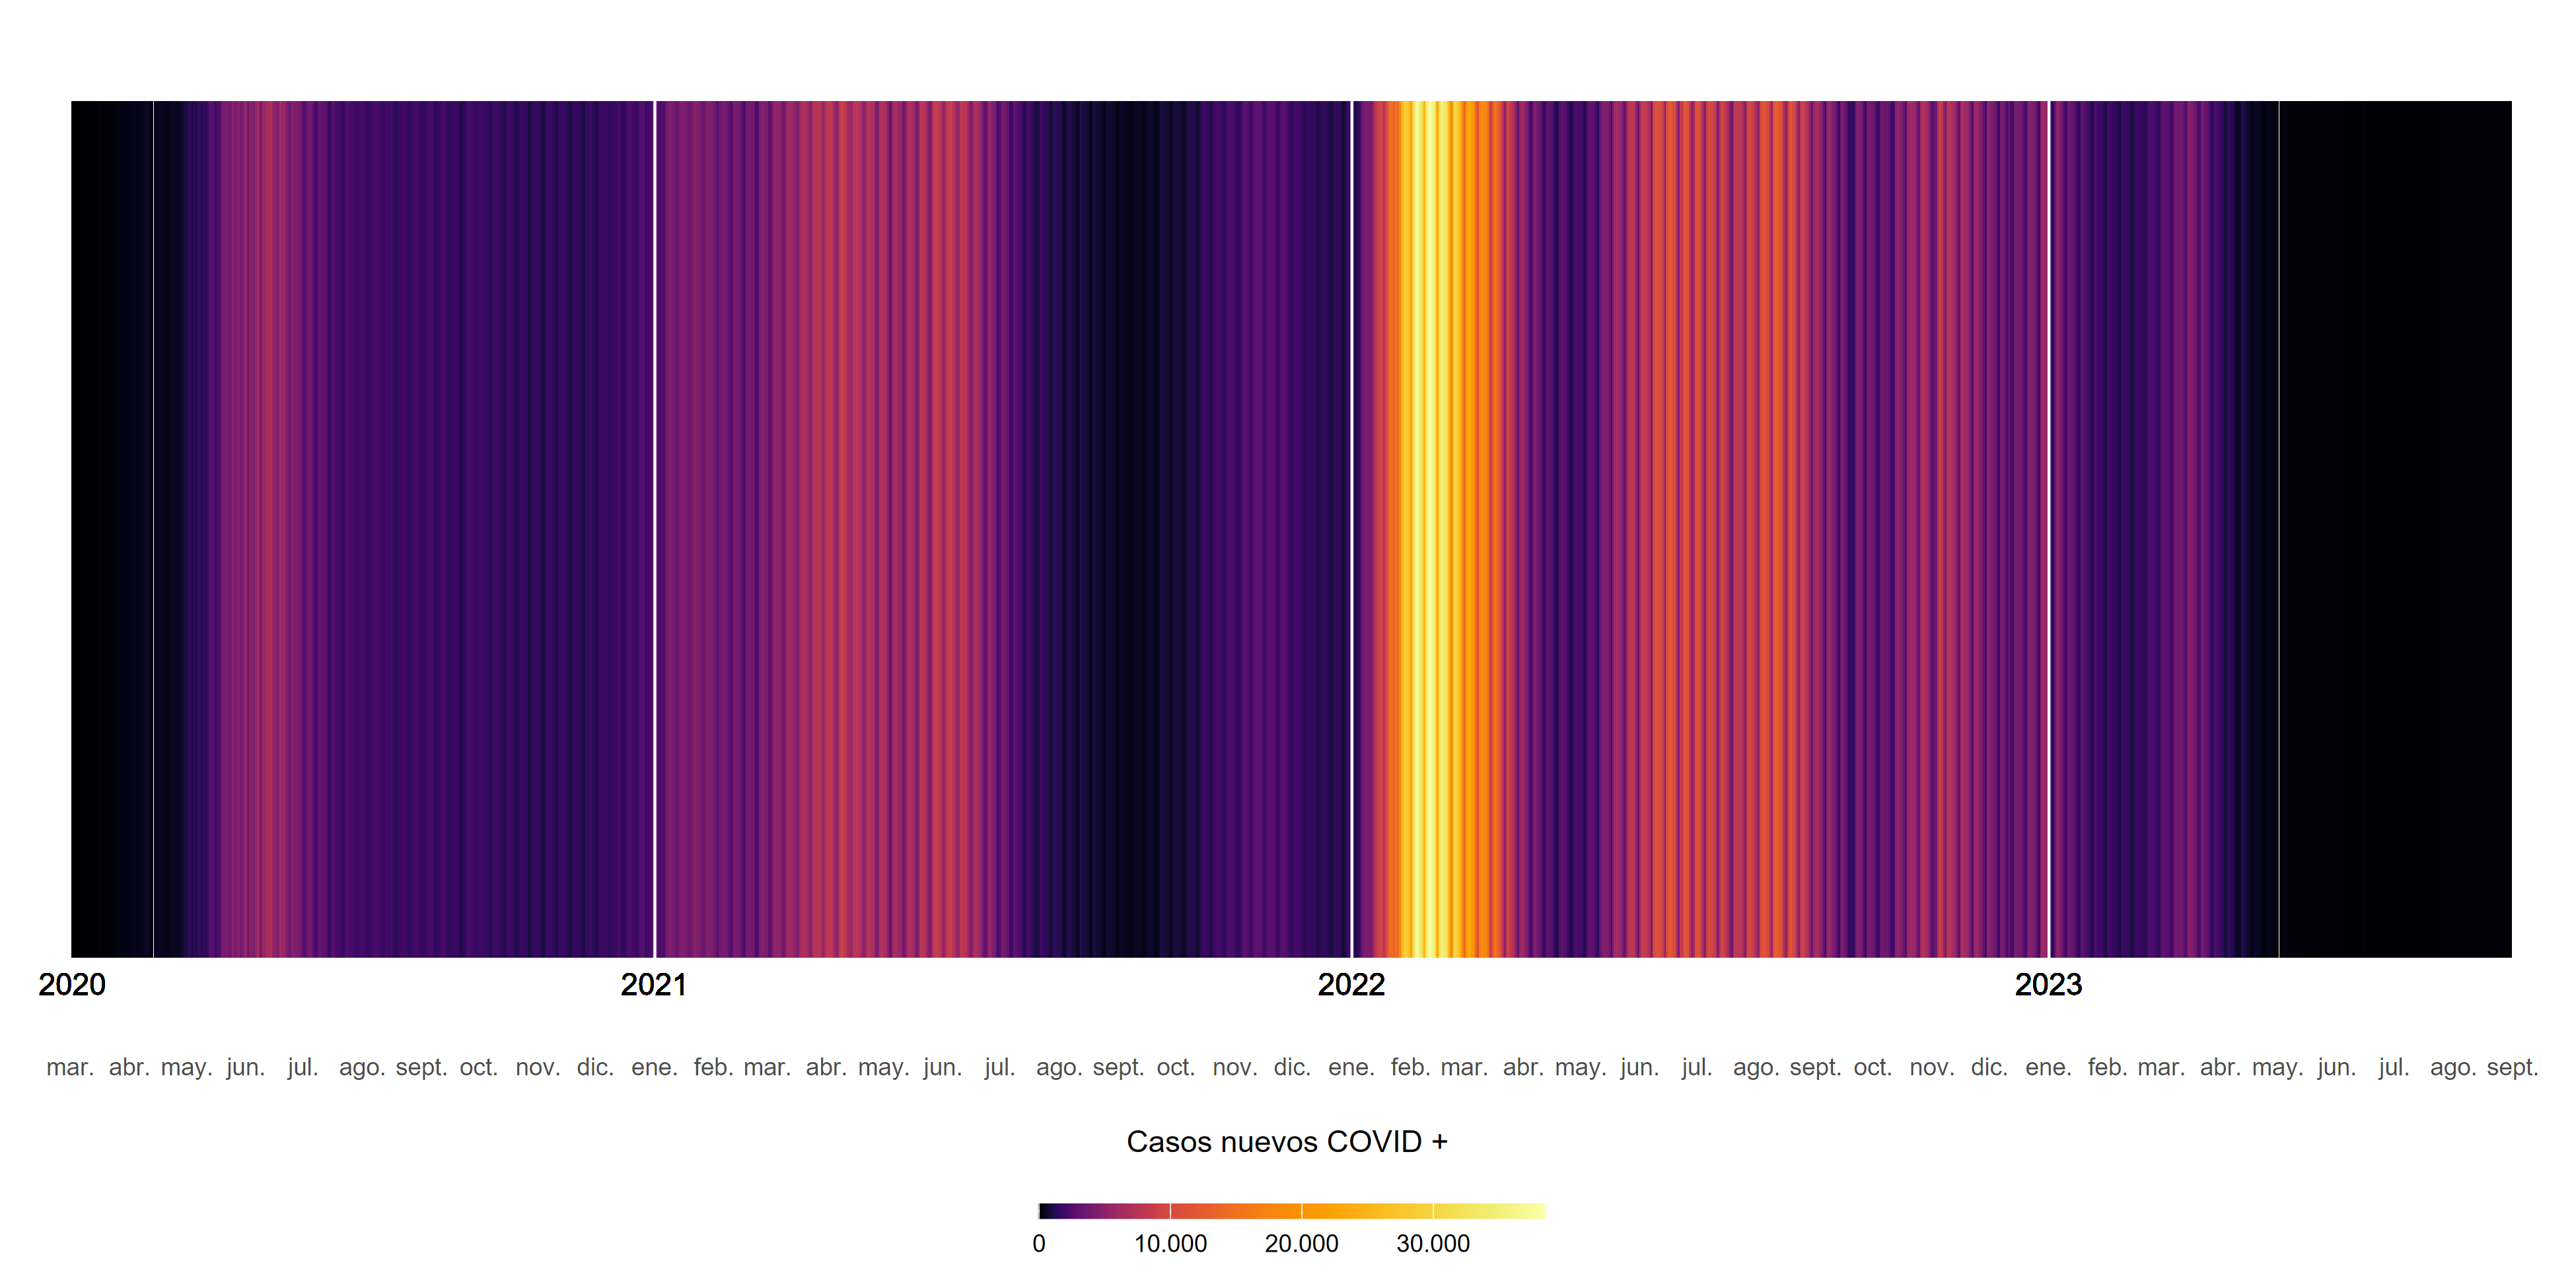 2020 2021 2022 2023
mar. abr. may. jun. jul. ago. sept. oct. nov. dic. ene. feb. mar. abr. may. jun. jul. ago. sept. oct. nov. dic. ene. feb. mar. abr. may. jun. jul. ago. sept. oct. nov. dic. ene. feb. mar. abr. may. jun. jul. ago. sept.
Casos nuevos COVID +
0 10.000 20.000 30.000